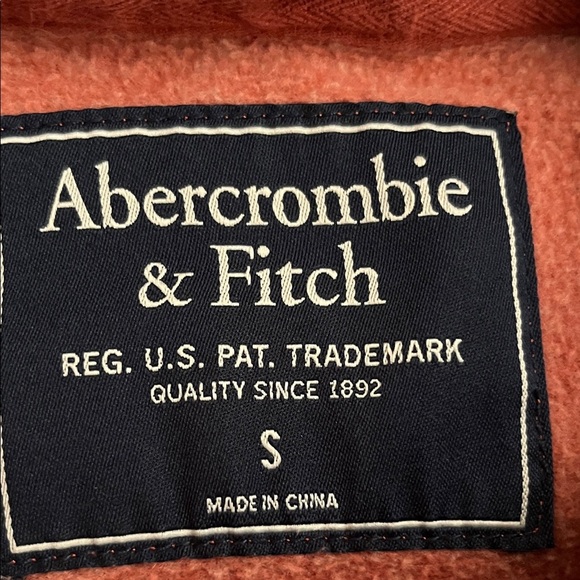 Abercrombie
& Fitch
REG. U.S. PAT. TRADEMARK
QUALITY SINCE 1892
S
MADE IN CHINA